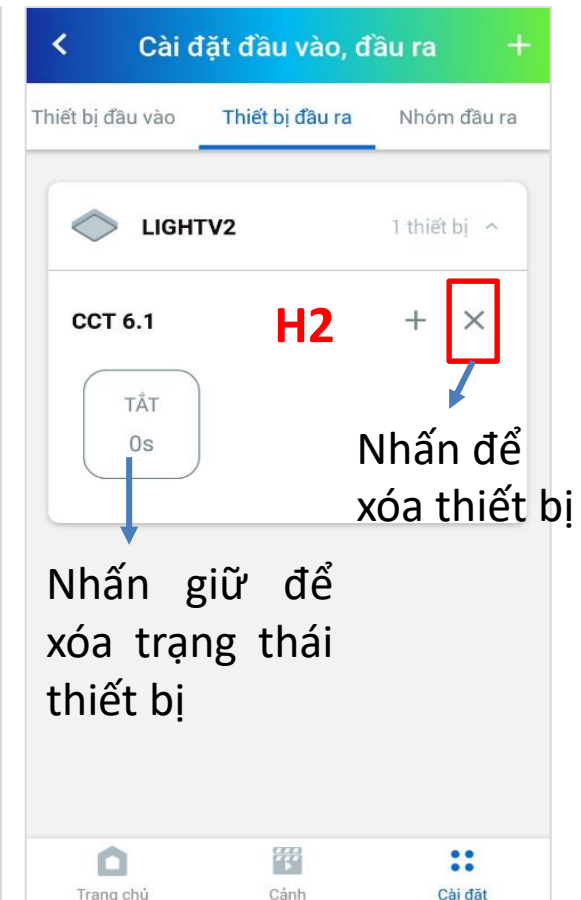 Cài đặt đầu vào, đầu ra
Thiết bị đầu vào Thiết bị đầu ra Nhóm đầu ra
LIGHTV2 1 thiết bị
CCT 6.1 H2
TẮT
0s
Nhấn để
xóa thiết bị
Nhấn giữ để
xóa trạng thái
thiết bị
Trang chủ Cảnh Cài đặt